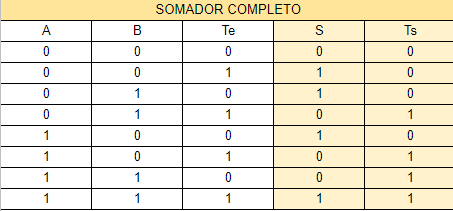 SOMADOR COMPLETO
A B Te S Ts
0 0 0 0 0
0 0 1 1 0
0 1 0 1 0
0 1 1 0 1
1 0 0 1 0
1 0 1 0 1
1 1 0 0 1
1 1 1 1 1